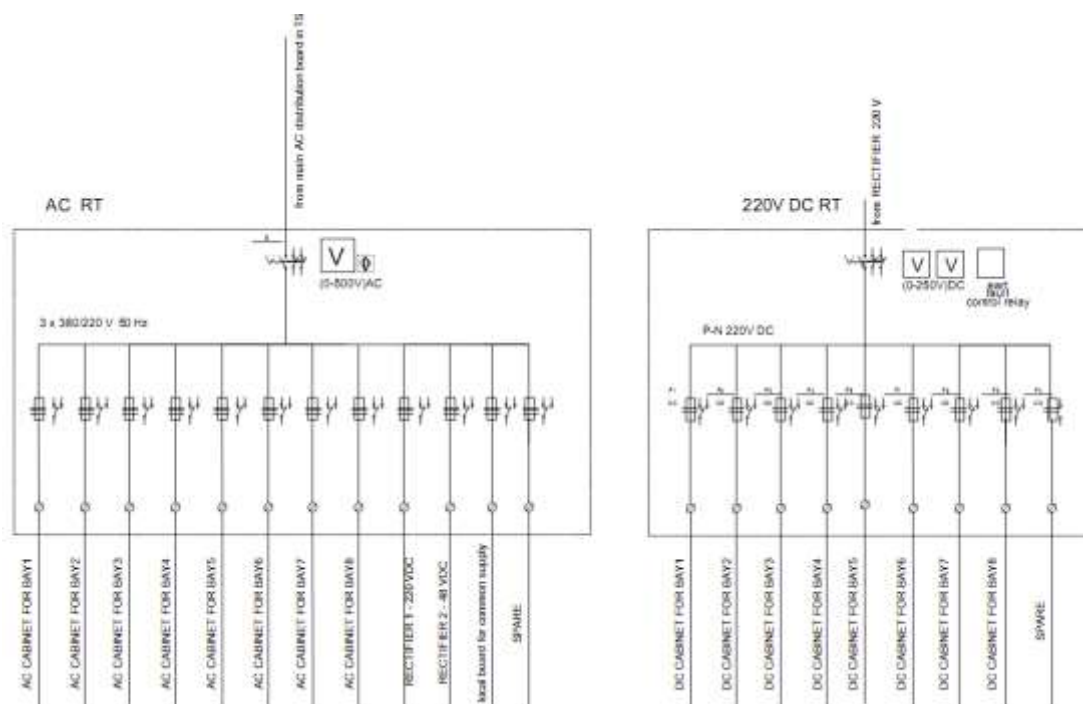 from main AC distribution board in TS
AC RT
V
(0-500V)AC
3 x 380/220 V 50 Hz
AC CABINET FOR BAY1
AC CABINET FOR BAY2
AC CABINET FOR BAY3
AC CABINET FOR BAY4
AC CABINET FOR BAY5
AC CABINET FOR BAY6
AC CABINET FOR BAY7
AC CABINET FOR BAY8
RECTIFIER 1 - 220 VDC
RECTIFIER 2 - 48 VDC
local board for common supply
SPARE
from RECTIFIER 220 V
220V DC RT
V
V
(0-250V)DC
fault
control relay
P-N 220V DC
DC CABINET FOR BAY1
DC CABINET FOR BAY2
DC CABINET FOR BAY3
DC CABINET FOR BAY4
DC CABINET FOR BAY5
DC CABINET FOR BAY6
DC CABINET FOR BAY7
DC CABINET FOR BAY8
SPARE